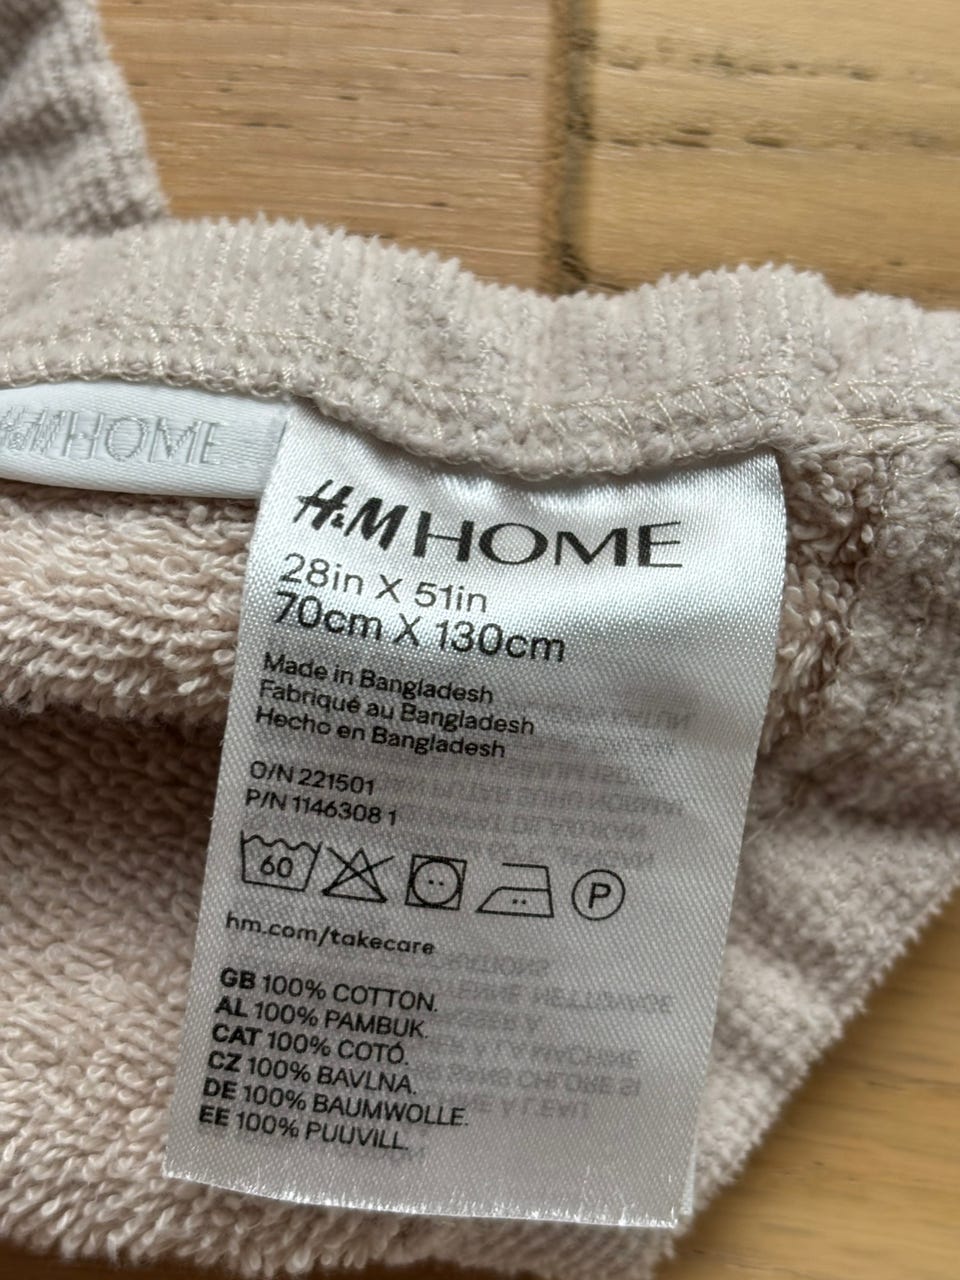 H&M HOME
H&M HOME
28in X 51in
70cm X 130cm
Made in Bangladesh
Fabriqué au Bangladesh
Hecho en Bangladesh
O/N 221501
P/N 1146308 1
60 P
hm.com/takecare
GB 100% COTTON.
AL 100% PAMBUK.
CAT 100% COTÓ.
CZ 100% BAVLNA.
DE 100% BAUMWOLLE.
EE 100% PUUVILL.